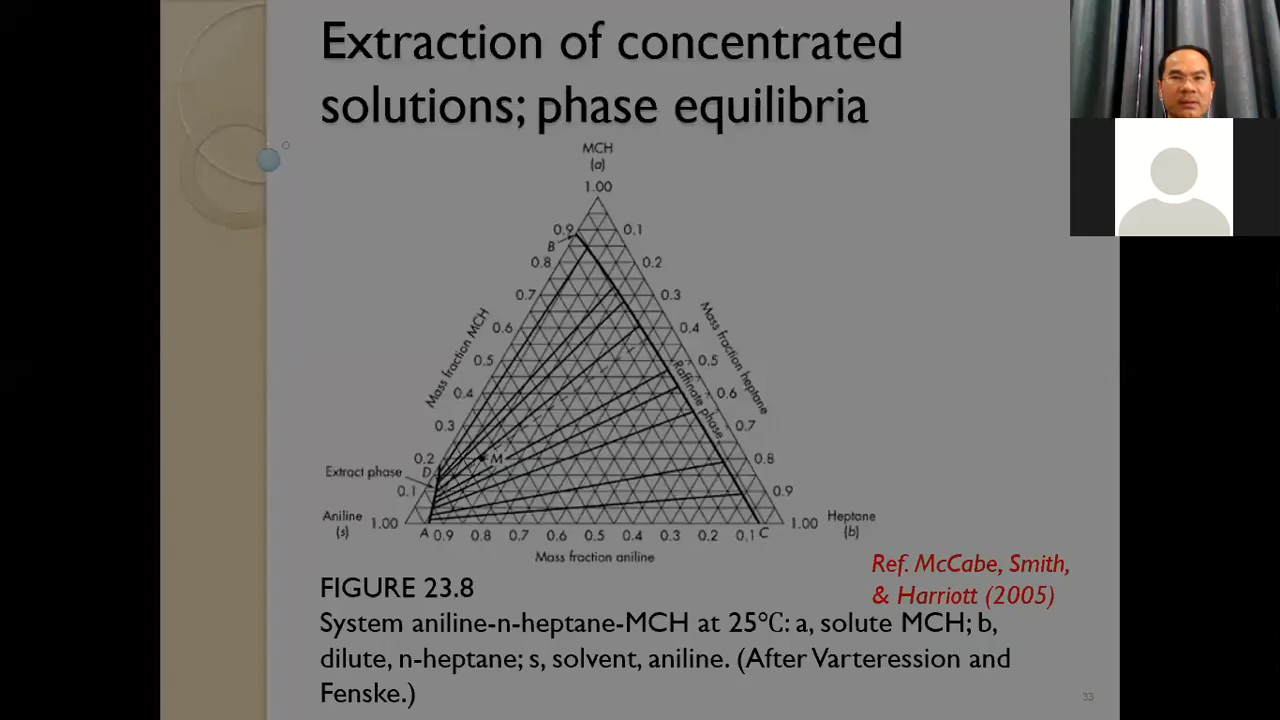 Extraction of concentrated
solutions; phase equilibria
MCH
(a)
1.00
0.9 0.1
B
0.8 0.2
0.7 0.3
0.6 0.4
0.5 0.5
0.4 0.6
0.3 0.7
0.2 0.8
0.1 0.9
Mass fraction MCH
Mass fraction heptane
Raffinate phase
D
M
Extract phase
Aniline
(s)
1.00
1.00
Heptane
(b)
A 0.9 0.8 0.7 0.6 0.5 0.4 0.3 0.2 0.1 C
Mass fraction aniline
Ref. McCabe, Smith,
& Harriott (2005)
FIGURE 23.8
System aniline-n-heptane-MCH at 25℃: a, solute MCH; b,
dilute, n-heptane; s, solvent, aniline. (After Varteression and
Fenske.)
33